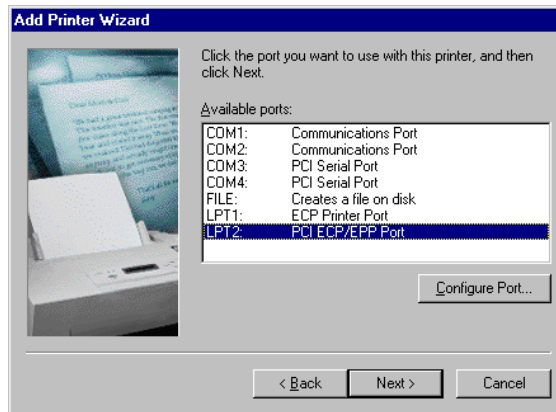 Add Printer Wizard
Click the port you want to use with this printer, and then
click Next.
Available ports:
COM1: Communications Port
COM2: Communications Port
COM3: PCI Serial Port
COM4: PCI Serial Port
FILE: Creates a file on disk
LPT1: ECP Printer Port
LPT2: PCI ECP/EPP Port
Configure Port...
< Back
Next >
Cancel